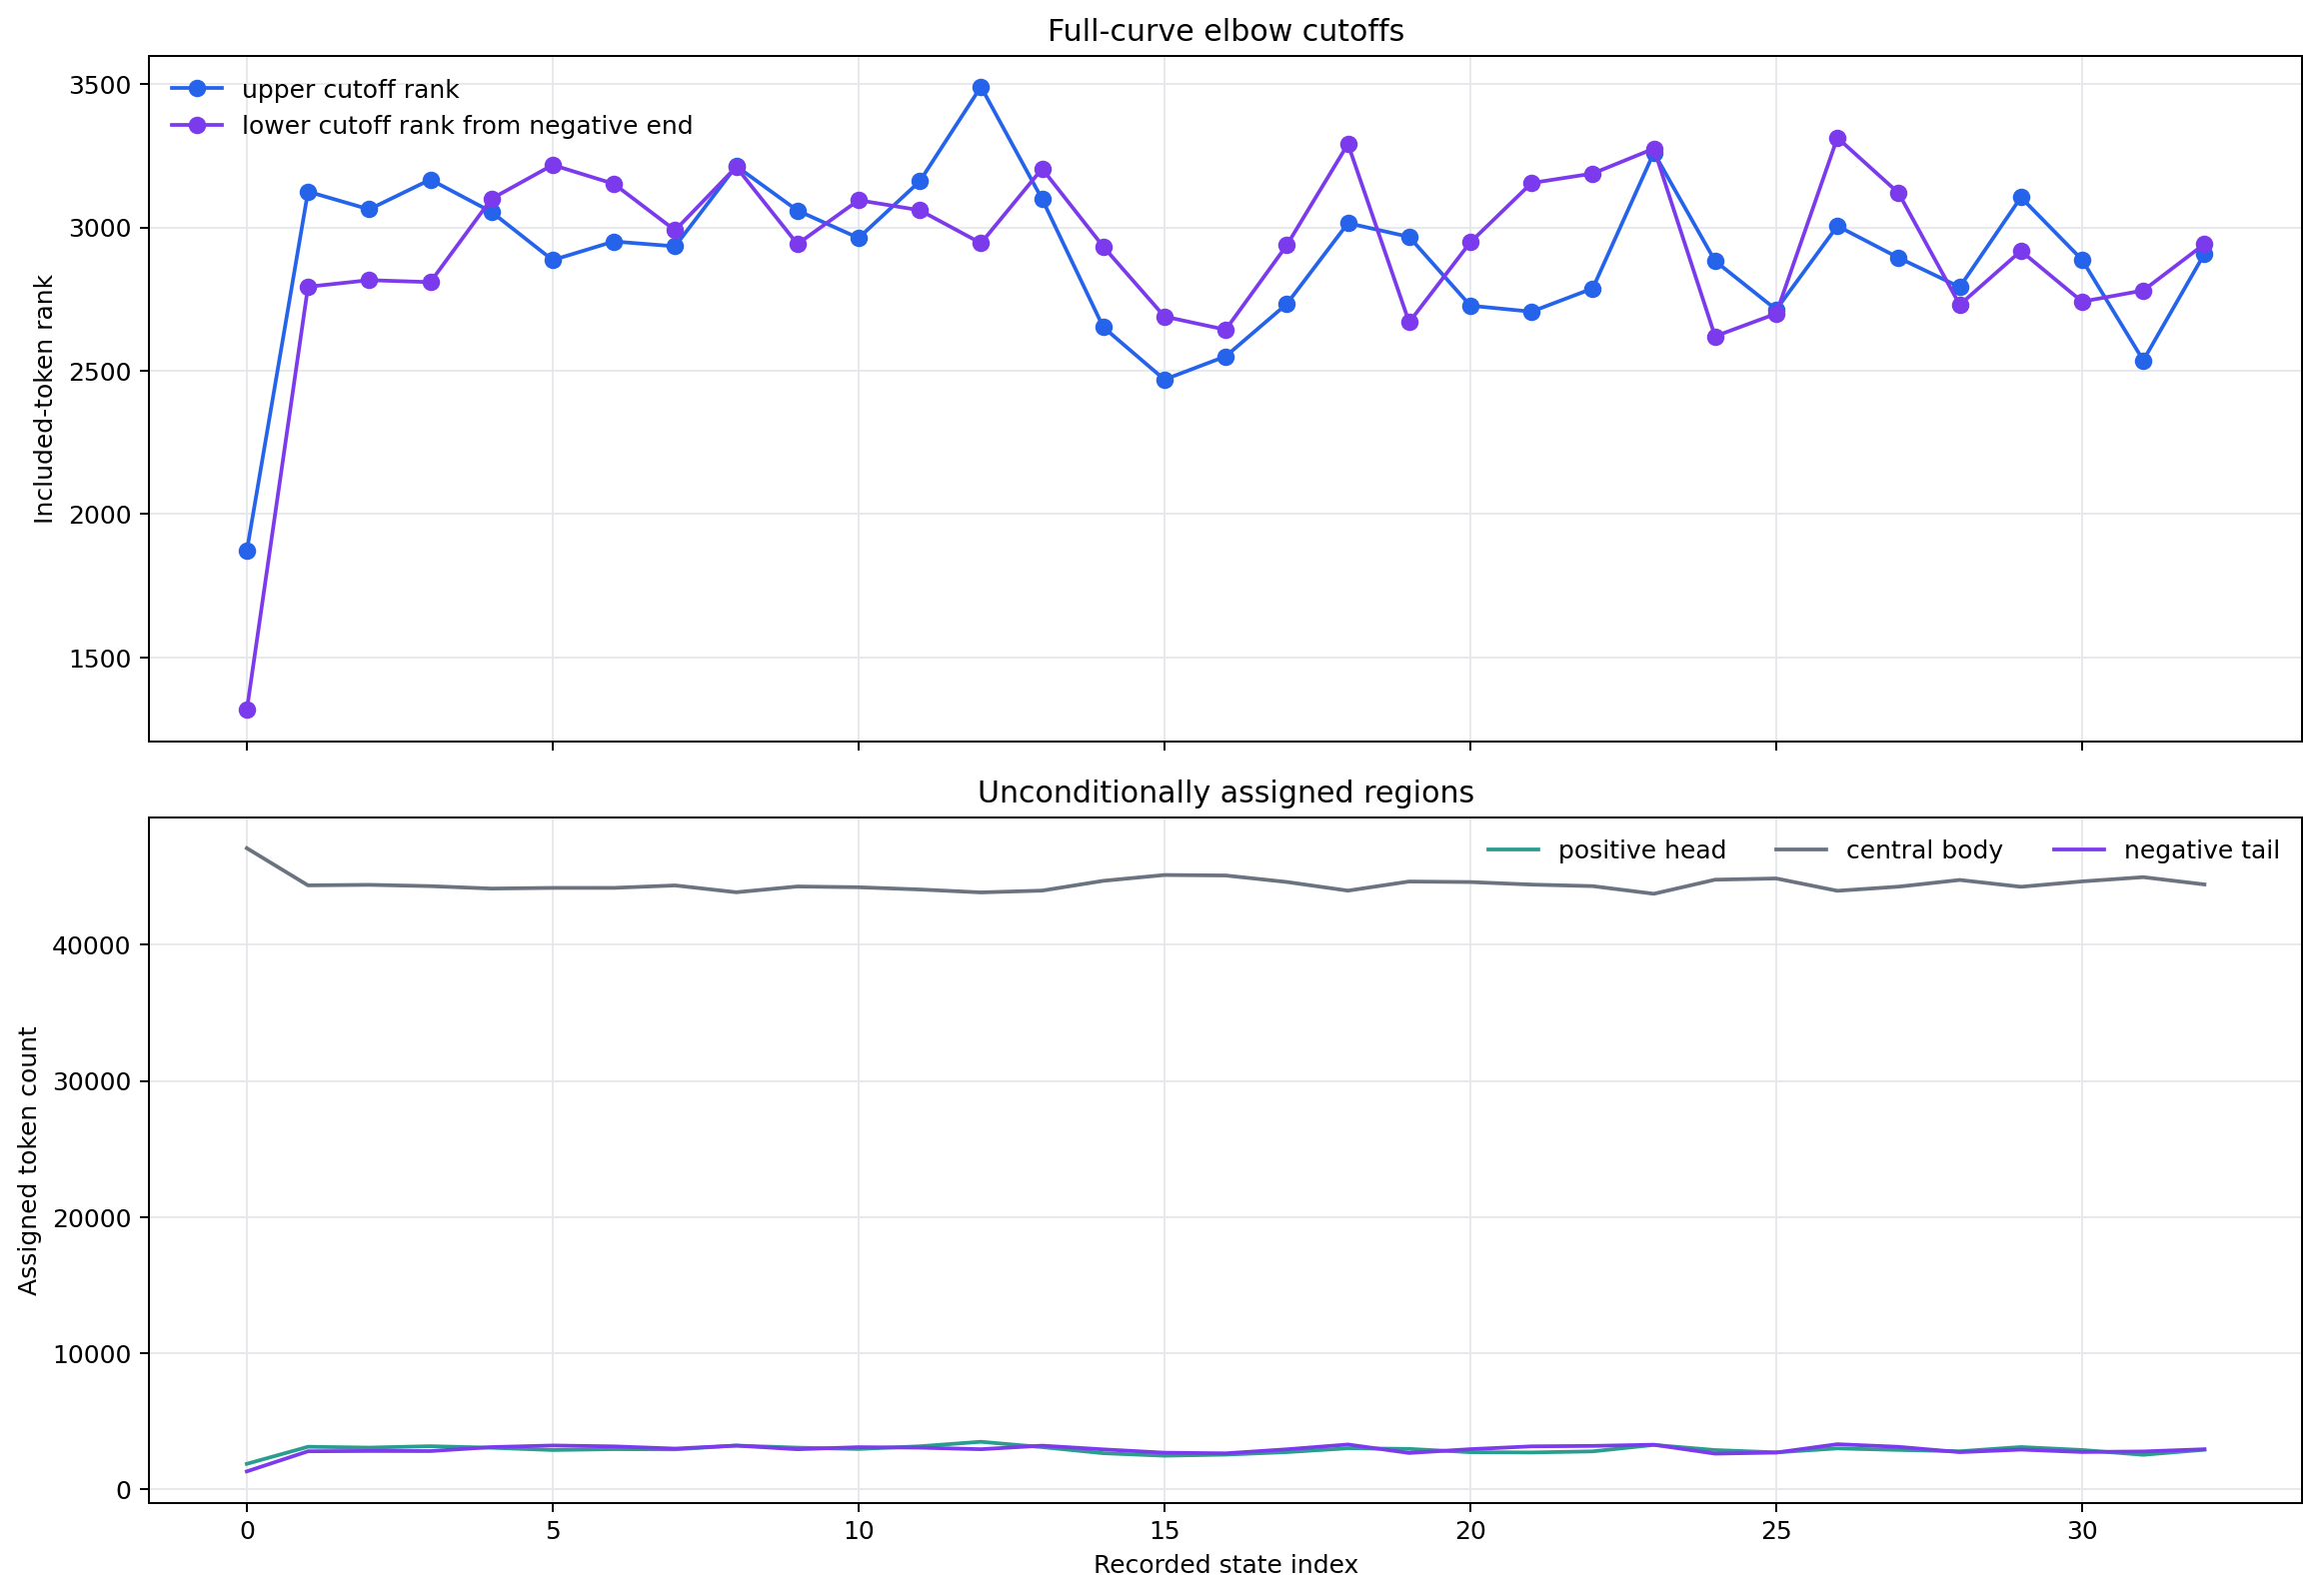 Full-curve elbow cutoffs
3500
3000
2500
2000
1500
Included-token rank
upper cutoff rank
lower cutoff rank from negative end
Unconditionally assigned regions
positive head central body negative tail
40000
30000
20000
10000
0
Assigned token count
0 5 10 15 20 25 30
Recorded state index